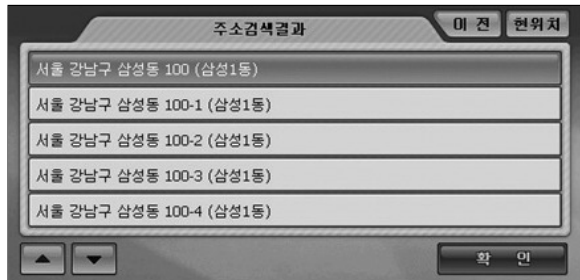 주소검색결과
이 전
현위치
서울 강남구 삼성동 100 (삼성1동)
서울 강남구 삼성동 100-1 (삼성1동)
서울 강남구 삼성동 100-2 (삼성1동)
서울 강남구 삼성동 100-3 (삼성1동)
서울 강남구 삼성동 100-4 (삼성1동)
확 인